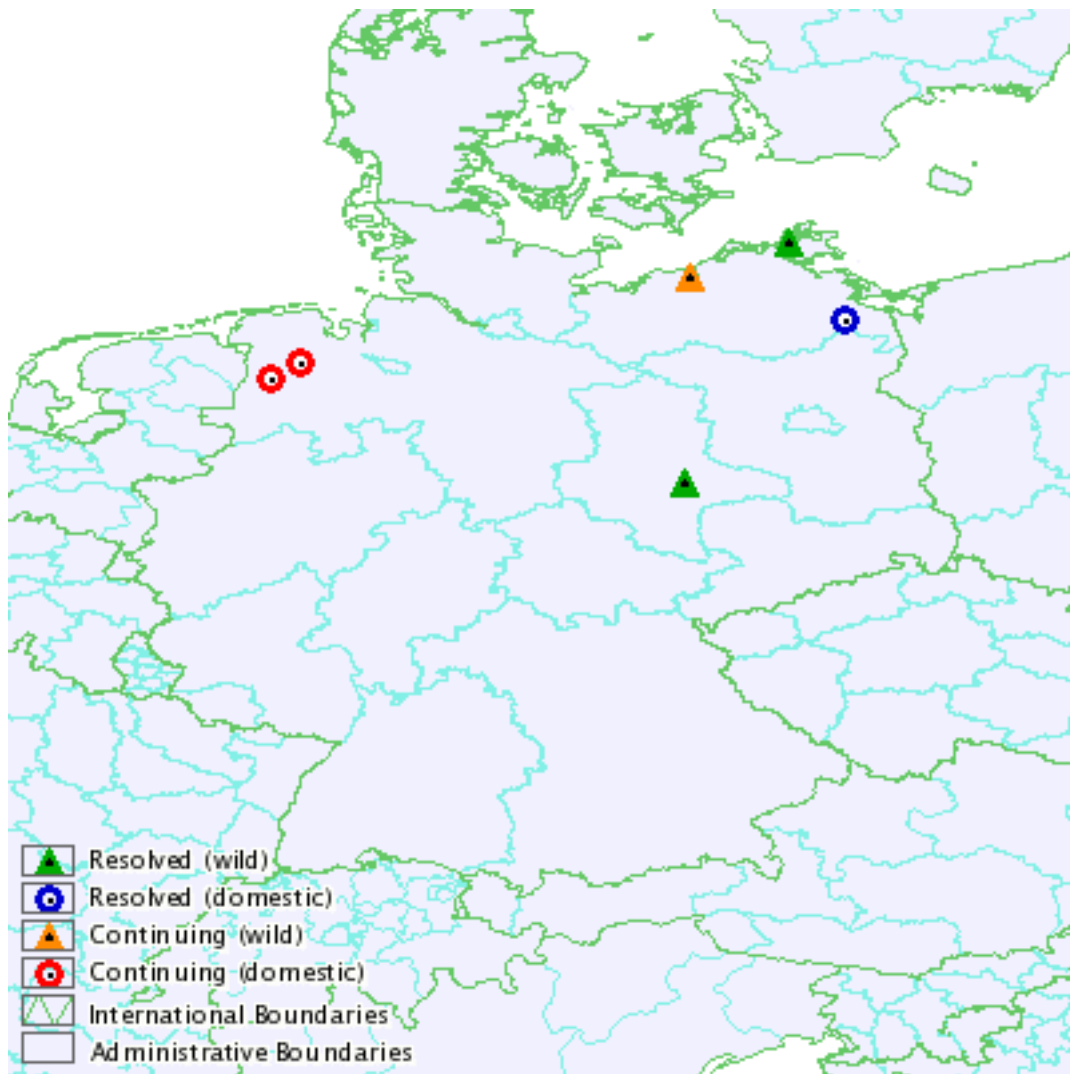 Resolved (wild)
Resolved (domestic)
Continuing (wild)
Continuing (domestic)
International Boundaries
Administrative Boundaries